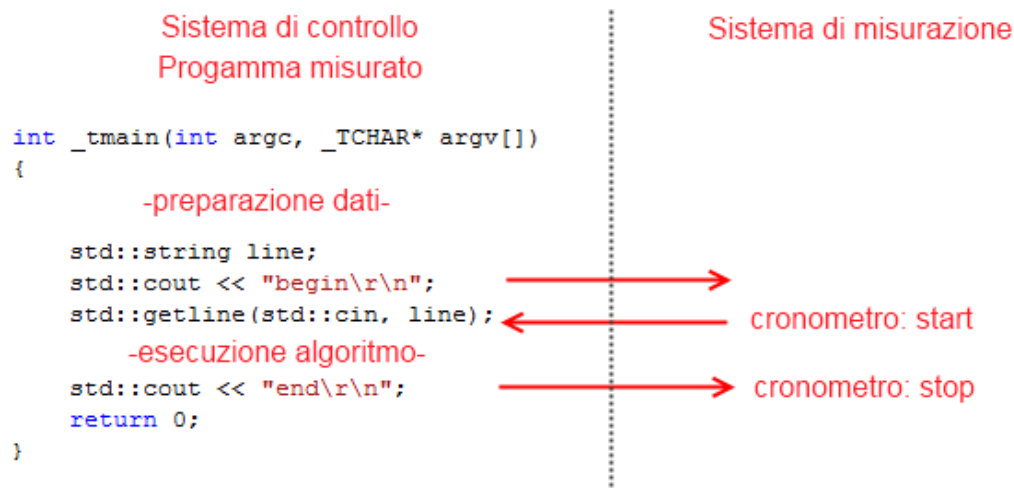 Sistema di controllo
Progamma misurato
Sistema di misurazione
int _tmain(int argc, _TCHAR* argv[])
{
-preparazione dati-
std::string line;
std::cout << "begin\r\n";
std::getline(std::cin, line);
cronometro: start
-esecuzione algoritmo-
std::cout << "end\r\n";
cronometro: stop
return 0;
}